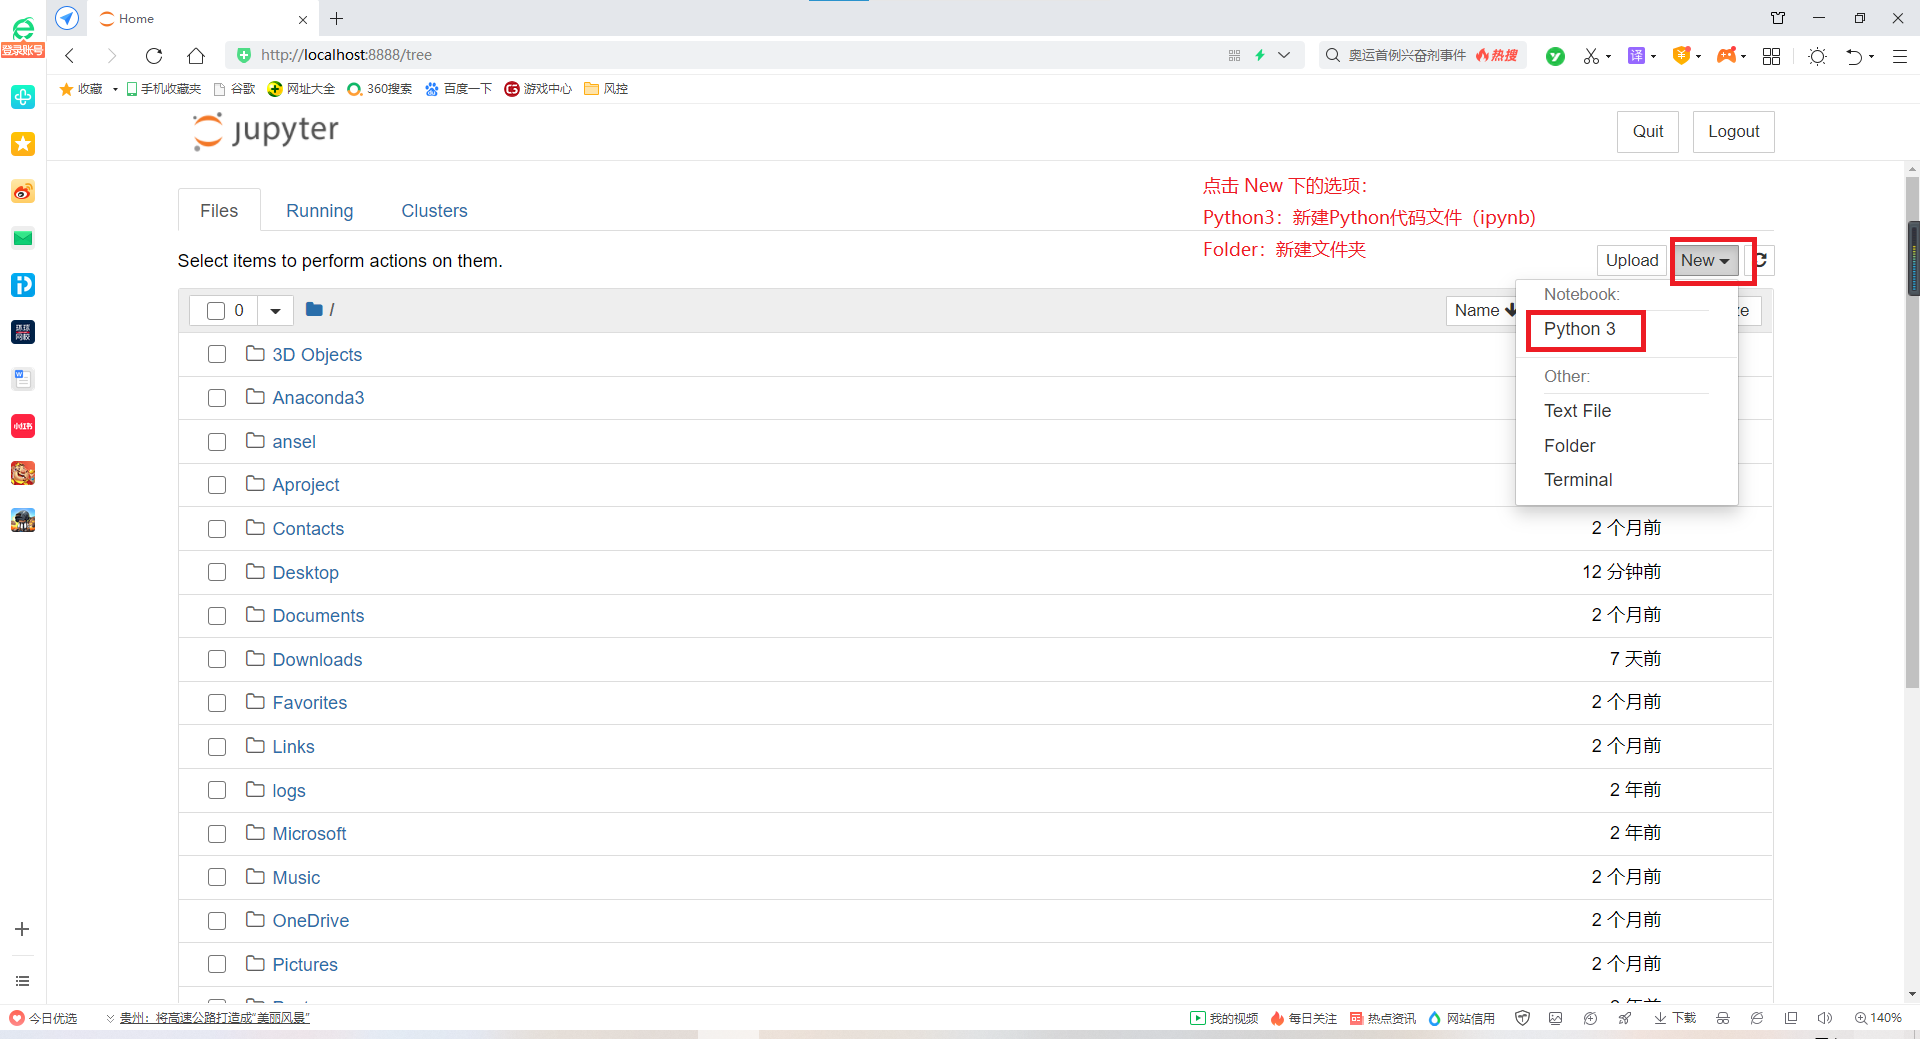 Home
登录账号
http://localhost:8888/tree
奥运首例兴奋剂事件 热搜
译
收藏 手机收藏夹 谷歌 网址大全 360搜索 百度一下 游戏中心 风控
jupyter
Quit Logout
点击 New 下的选项：
Files Running Clusters
Python3：新建Python代码文件（ipynb）
Folder：新建文件夹
Select items to perform actions on them.
Upload New
0 /
Name
ze
Notebook:
Python 3
Other:
Text File
Folder
Terminal
3D Objects
Anaconda3
ansel
Aproject
Contacts 2 个月前
Desktop 12 分钟前
Documents 2 个月前
Downloads 7 天前
Favorites 2 个月前
Links 2 个月前
logs 2 年前
Microsoft 2 年前
Music 2 个月前
OneDrive 2 个月前
Pictures 2 个月前
环球网校
小红书
今日优选 贵州：将高速公路打造成“美丽风景” 我的视频 每日关注 热点资讯 网站信用 下载 140%